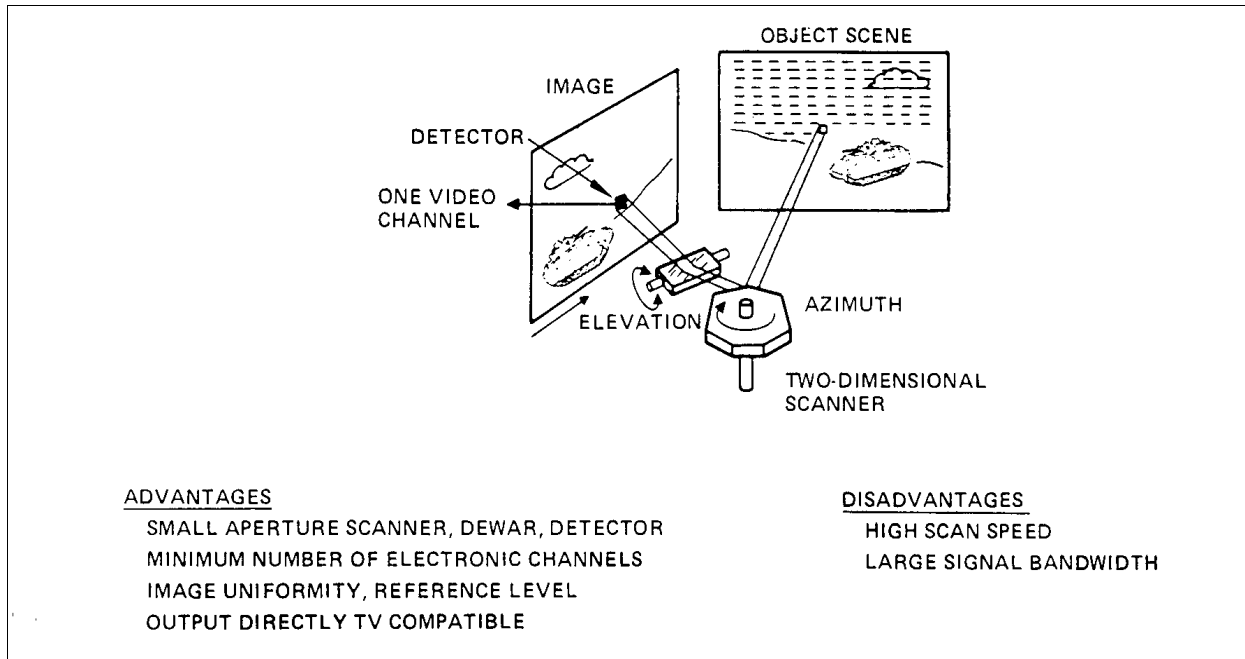 OBJECT SCENE
IMAGE
DETECTOR
ONE VIDEO
CHANNEL
ELEVATION
AZIMUTH
TWO-DIMENSIONAL
SCANNER
ADVANTAGES
SMALL APERTURE SCANNER, DEWAR, DETECTOR
MINIMUM NUMBER OF ELECTRONIC CHANNELS
IMAGE UNIFORMITY, REFERENCE LEVEL
OUTPUT DIRECTLY TV COMPATIBLE
DISADVANTAGES
HIGH SCAN SPEED
LARGE SIGNAL BANDWIDTH